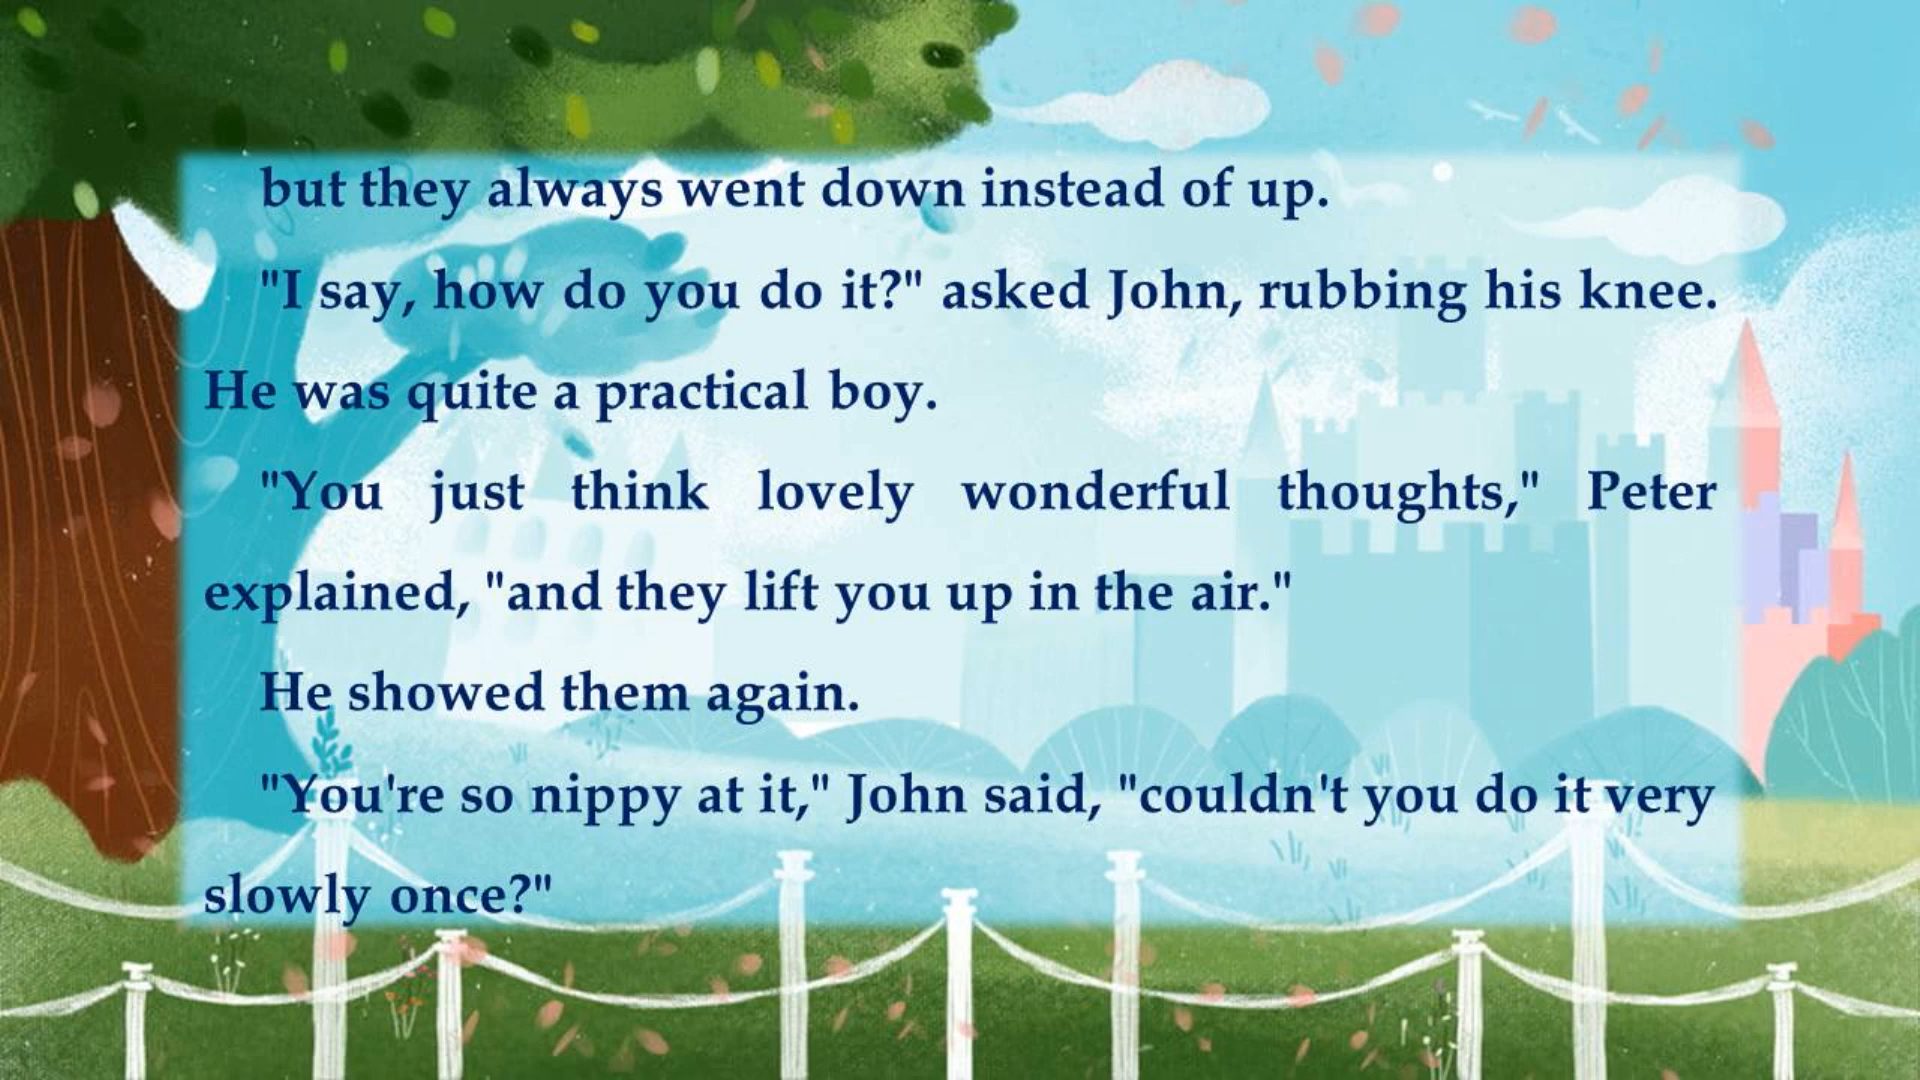 but they always went down instead of up.
"I say, how do you do it?" asked John, rubbing his knee.
He was quite a practical boy.
"You just think lovely wonderful thoughts," Peter
explained, "and they lift you up in the air."
He showed them again.
"You're so nippy at it," John said, "couldn't you do it very
slowly once?"